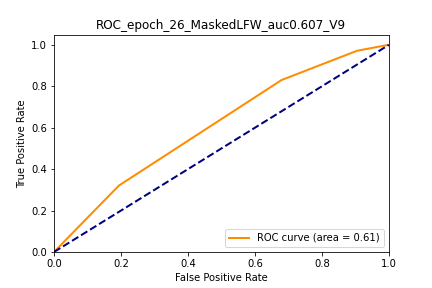 ROC_epoch_26_MaskedLFW_auc0.607_V9
1.0
0.8
0.6
0.4
0.2
0.0
True Positive Rate
ROC curve (area = 0.61)
0.0 0.2 0.4 0.6 0.8 1.0
False Positive Rate